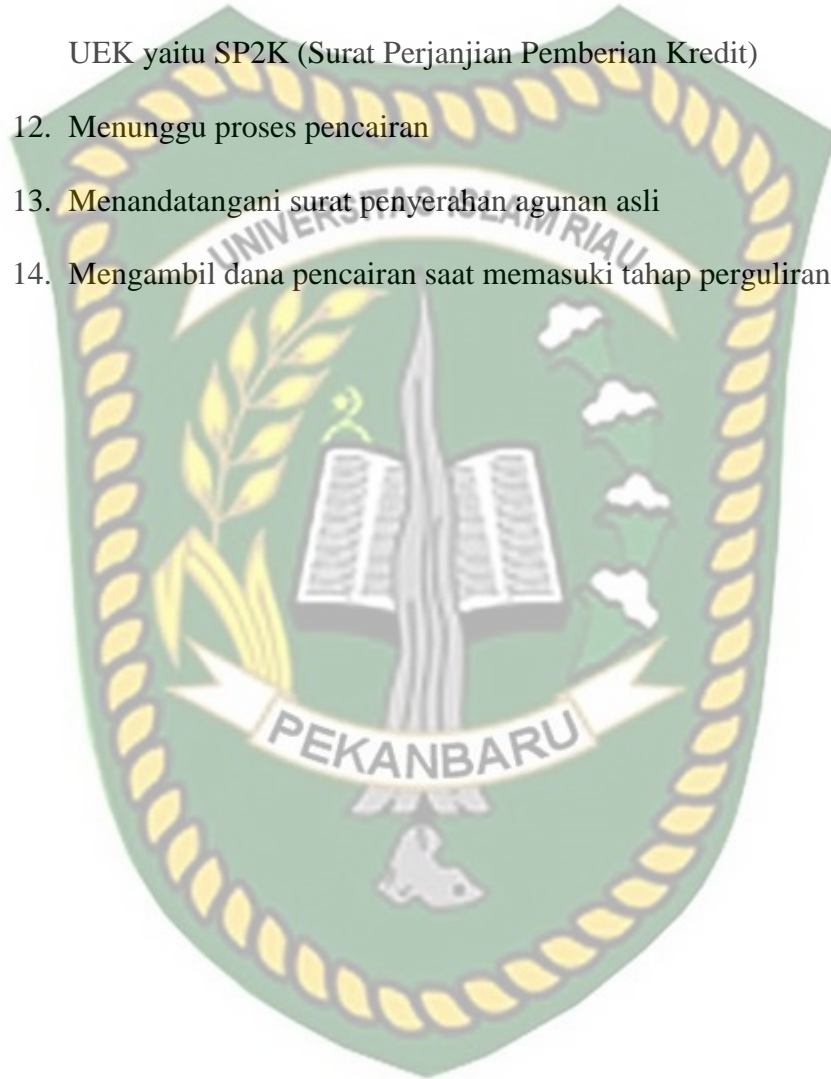 UEK yaitu SP2K (Surat Perjanjian Pemberian Kredit)
12. Menunggu proses pencairan
13. Menandatangani surat penyerahan agunan asli
UNIVERSITAS ISLAM RIAU
14. Mengambil dana pencairan saat memasuki tahap perguliran
PEKANBARU